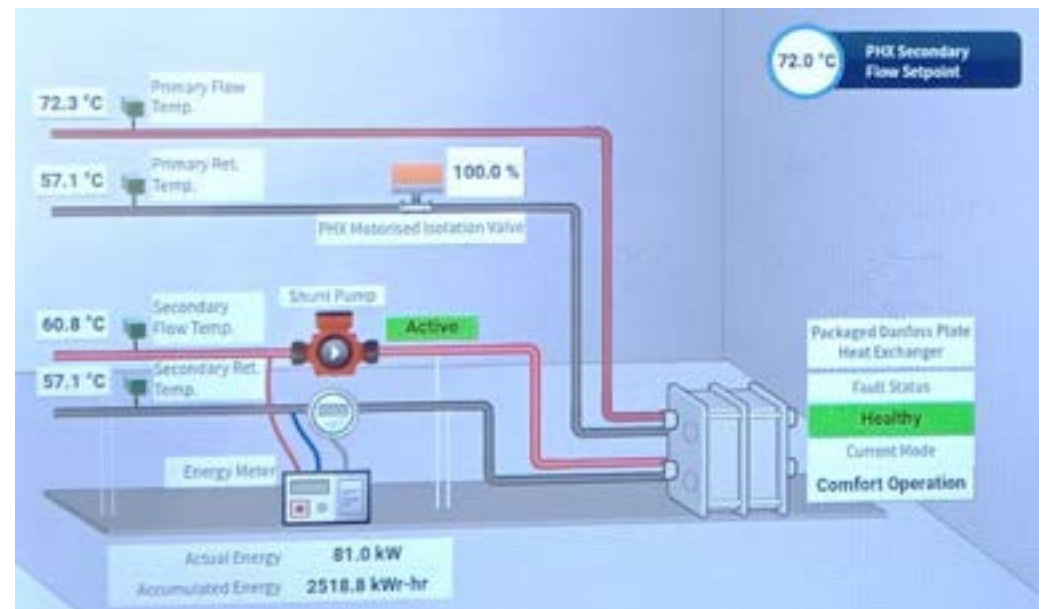 72.0 °C
PHX Secondary
Flow Setpoint
72.3 °C
Primary Flow
Temp.
57.1 °C
Primary Ret.
Temp.
100.0 %
PHX Motorised Isolation Valve
Shunt Pump
60.8 °C
Secondary
Flow Temp.
Active
57.1 °C
Secondary Ret.
Temp.
Packaged Danfoss Plate
Heat Exchanger
Fault Status
Healthy
Current Mode
Comfort Operation
Energy Meter
Actual Energy
81.0 kW
Accumulated Energy
2518.8 kWr-hr